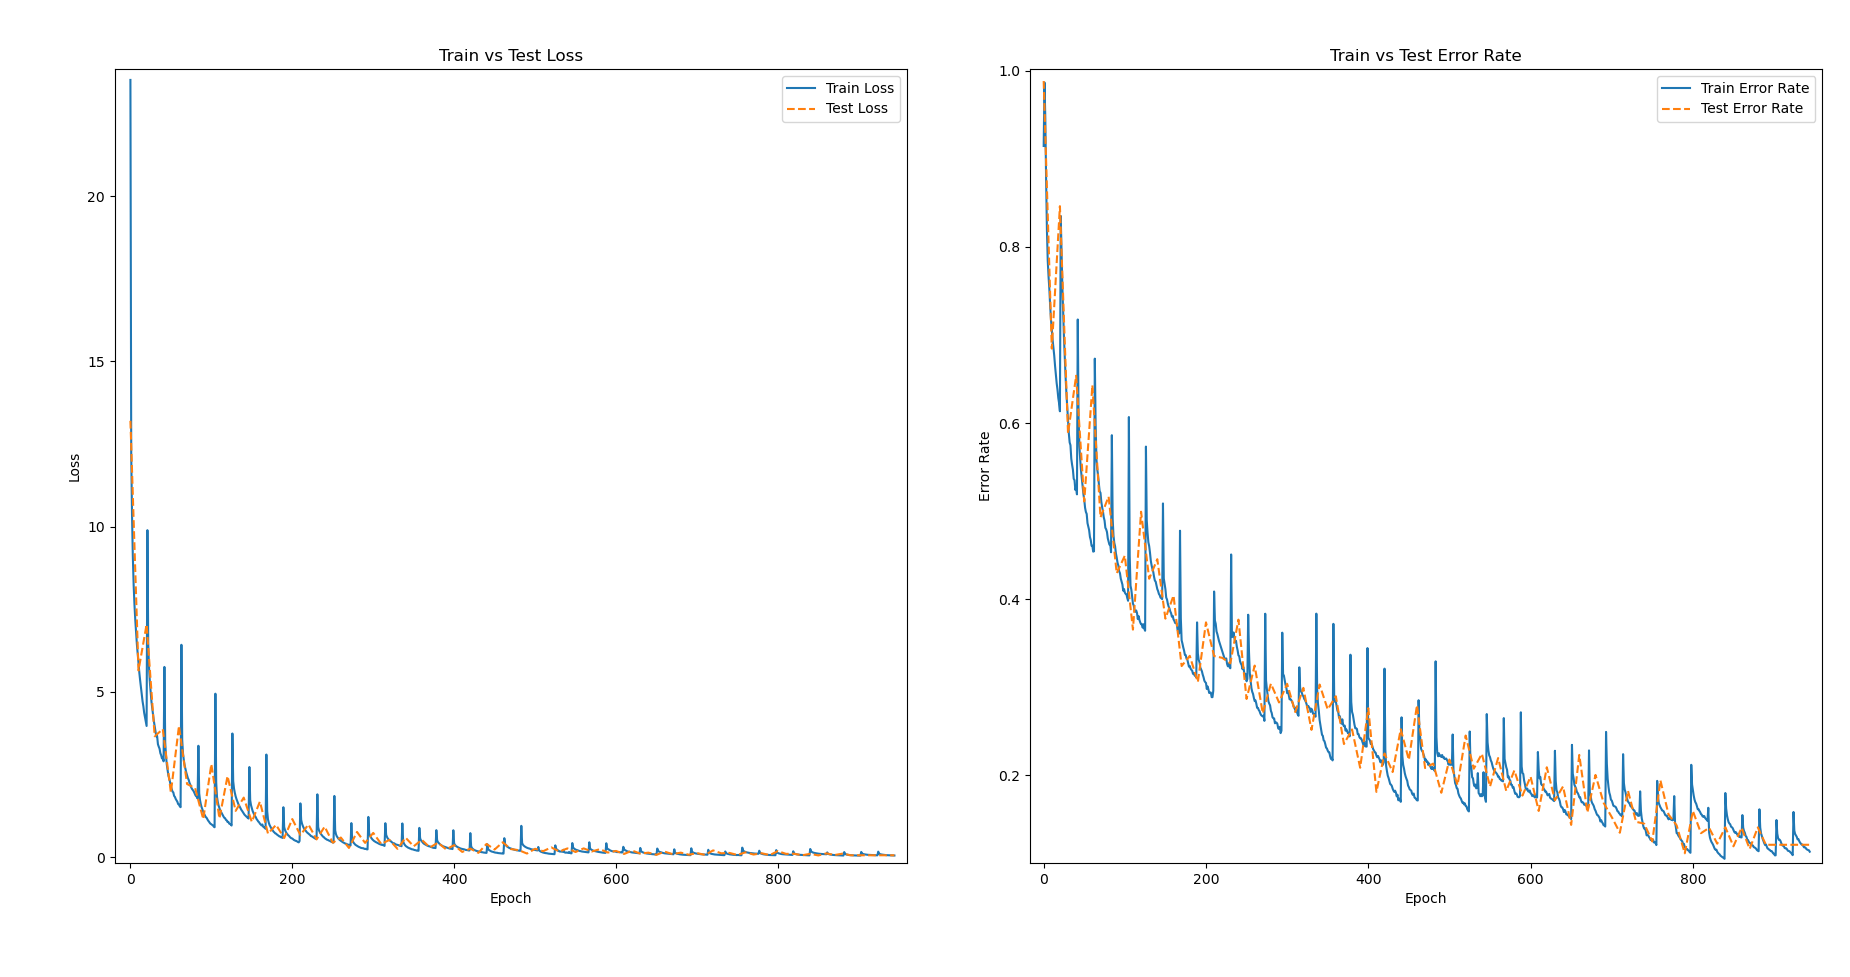 Train vs Test Loss
Train Loss
Test Loss
20
15
10
5
0
Loss
0 200 400 600 800
Epoch
Train vs Test Error Rate
Train Error Rate
Test Error Rate
1.0
0.8
0.6
0.4
0.2
Error Rate
0 200 400 600 800
Epoch